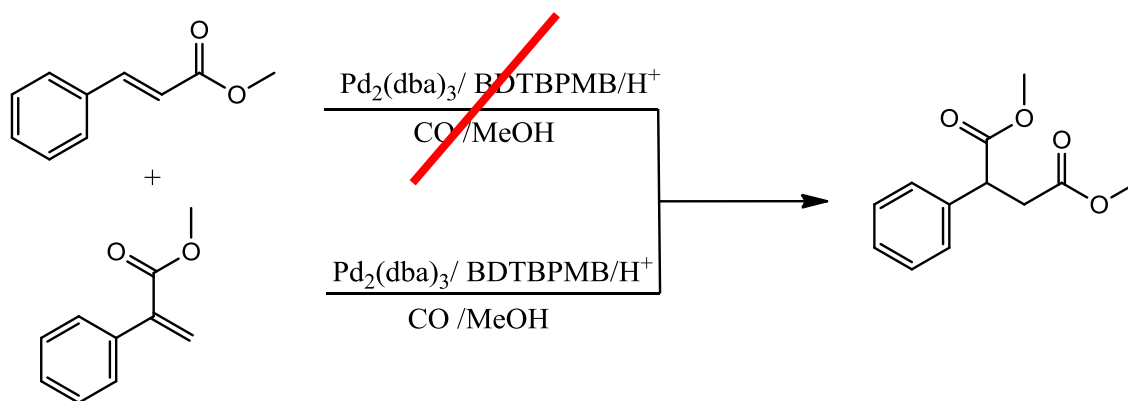 O
O
Pd2(dba)3/ BDTBPMB/H+
CO /MeOH
+
O
O
Pd2(dba)3/ BDTBPMB/H+
CO /MeOH
O
O
O
O